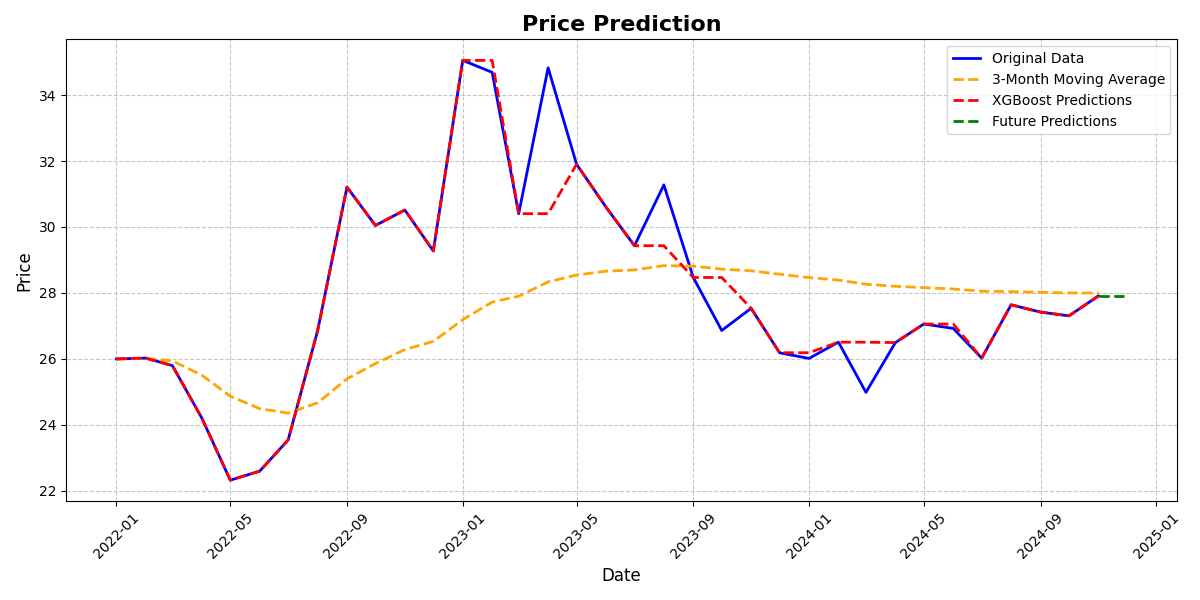 Price Prediction
Original Data
3-Month Moving Average
XGBoost Predictions
Future Predictions
Price
34
32
30
28
26
24
22
2022-01
2022-05
2022-09
2023-01
2023-05
2023-09
2024-01
2024-05
2024-09
2025-01
Date